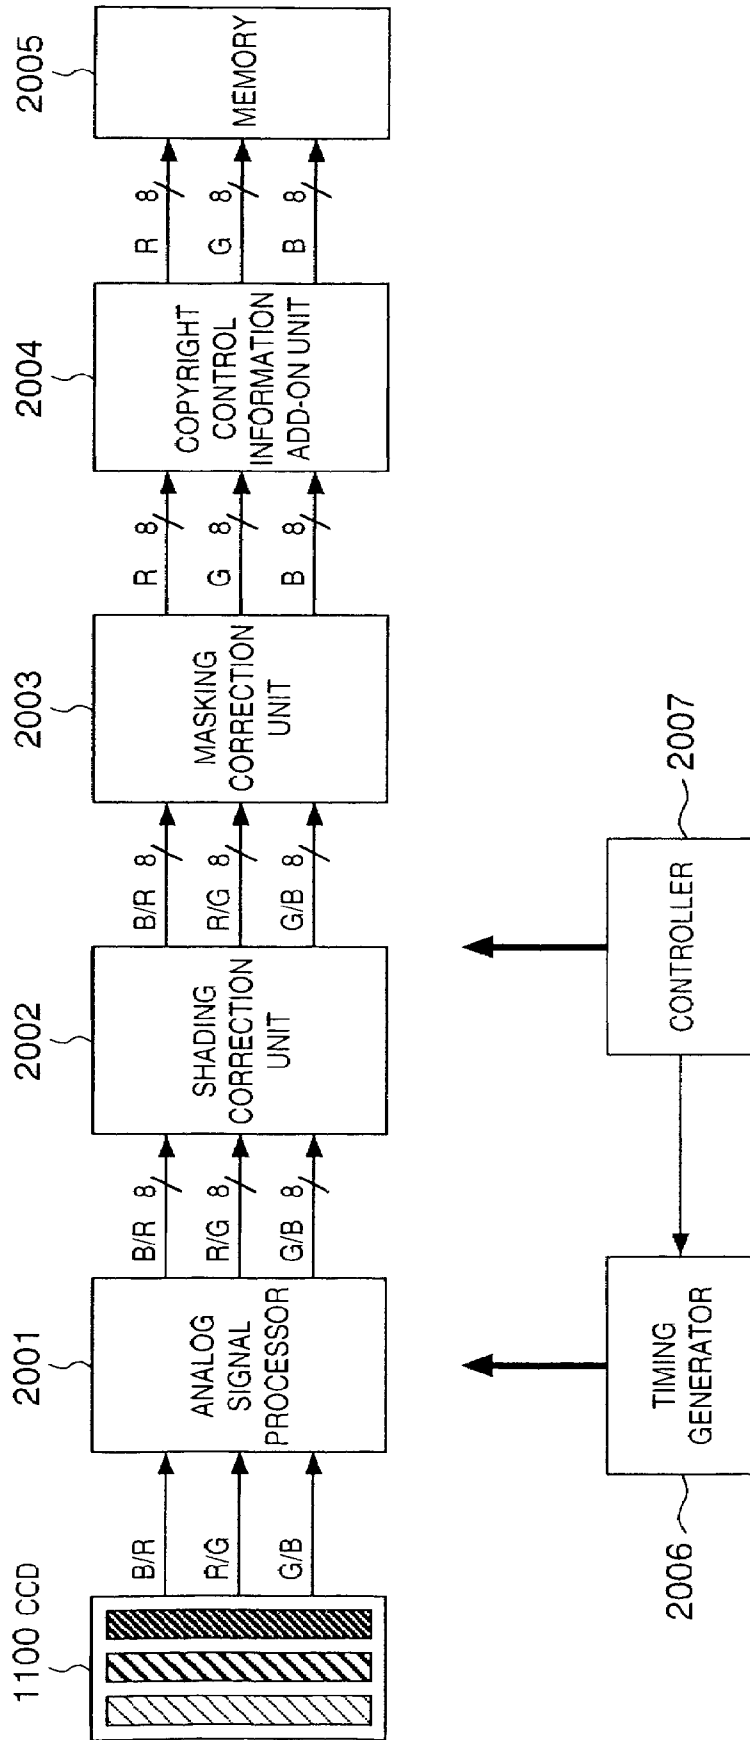 1100 CCD
B/R
R/G
G/B
2001
ANALOG
SIGNAL
PROCESSOR
B/R 8
R/G 8
G/B 8
2002
SHADING
CORRECTION
UNIT
B/R 8
R/G 8
G/B 8
2003
MASKING
CORRECTION
UNIT
R 8
G 8
B 8
2004
COPYRIGHT
CONTROL
INFORMATION
ADD-ON UNIT
R 8
G 8
B 8
2005
MEMORY
2006
TIMING
GENERATOR
CONTROLLER
2007